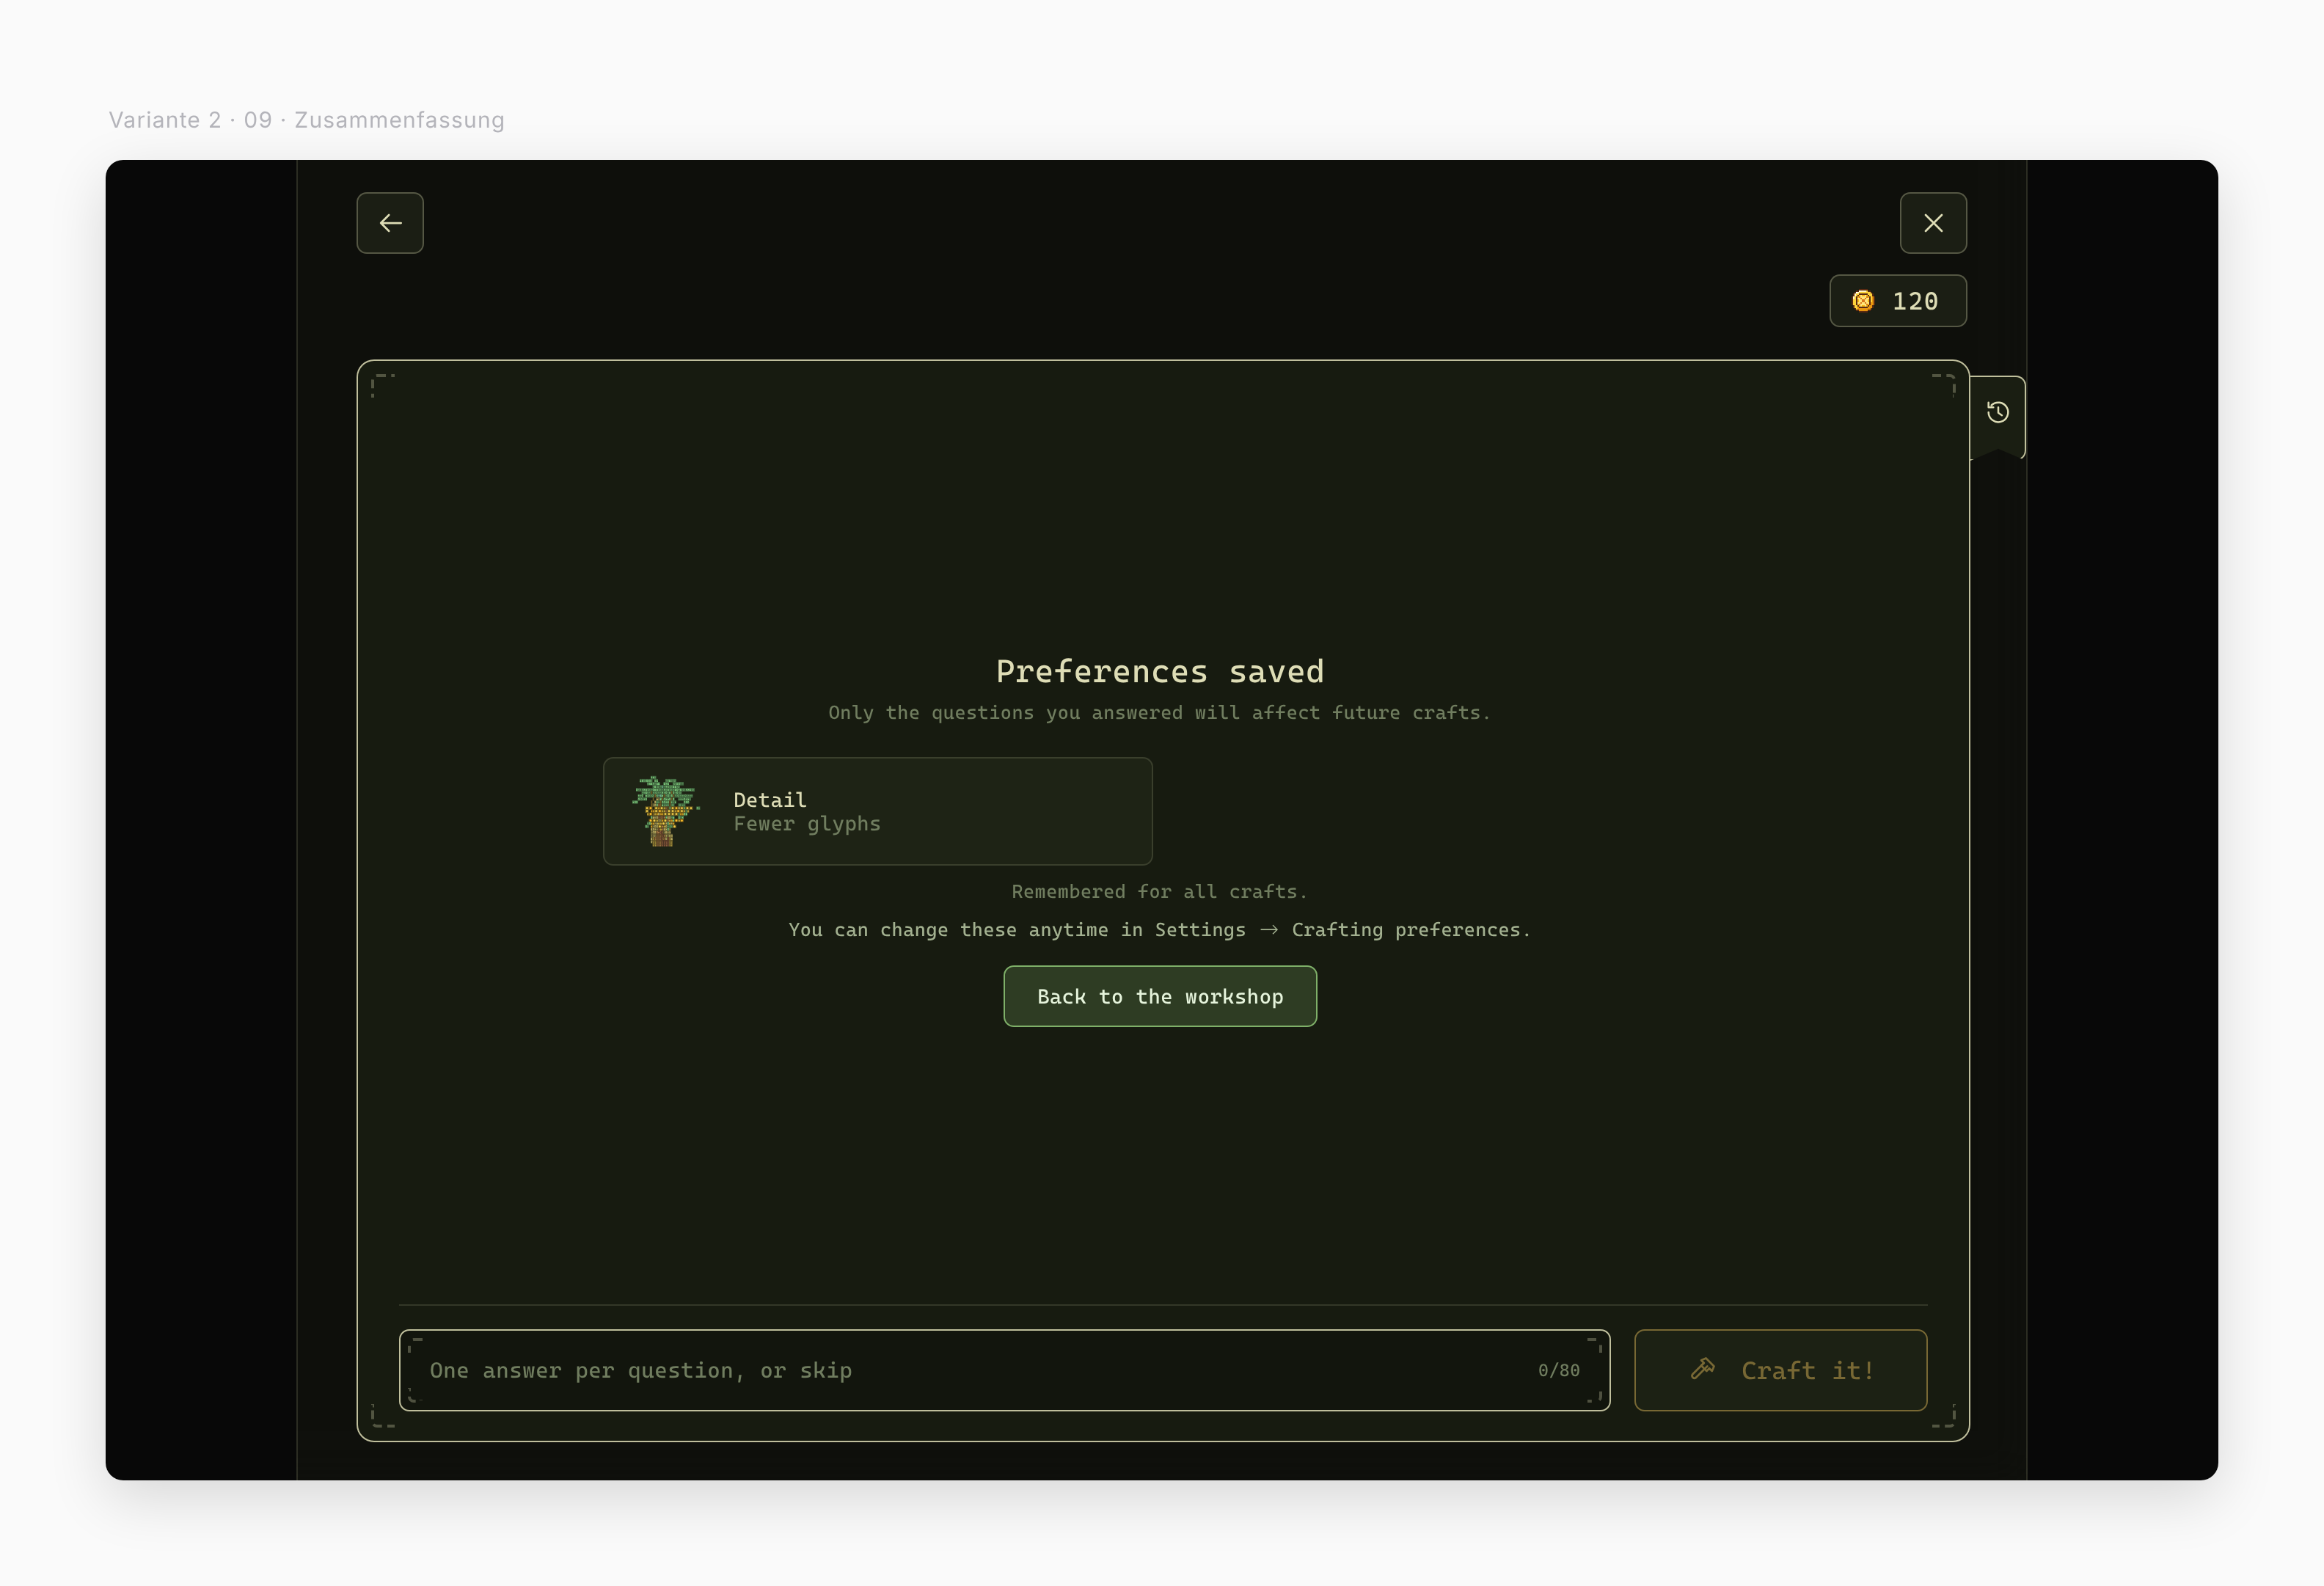 Variante 2 · 09 · Zusammenfassung
120
Preferences saved
Only the questions you answered will affect future crafts.
Detail
Fewer glyphs
Remembered for all crafts.
You can change these anytime in Settings → Crafting preferences.
Back to the workshop
One answer per question, or skip
0/80
Craft it!